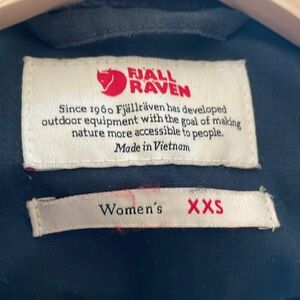 FJÄLL
RÄVEN
Since 1960 Fjällräven has developed
outdoor equipment with the goal of making
nature more accessible to people.
Made in Vietnam
Women's XXS